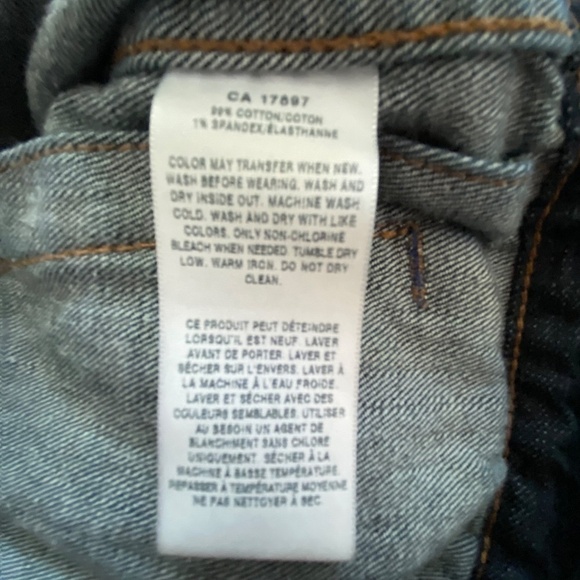 CA 17897
99% COTTON/COTON
1% SPANDEX/ÉLASTHANNE
COLOR MAY TRANSFER WHEN NEW.
WASH BEFORE WEARING. WASH AND
DRY INSIDE OUT. MACHINE WASH
COLD. WASH AND DRY WITH LIKE
COLORS. ONLY NON-CHLORINE
BLEACH WHEN NEEDED. TUMBLE DRY
LOW. WARM IRON. DO NOT DRY
CLEAN.
CE PRODUIT PEUT DÉTEINDRE
LORSQU'IL EST NEUF. LAVER
AVANT DE PORTER. LAVER ET
SÉCHER SUR L'ENVERS. LAVER À
LA MACHINE À L'EAU FROIDE.
LAVER ET SÉCHER AVEC DES
COULEURS SEMBLABLES. UTILISER
AU BESOIN UN AGENT DE
BLANCHIMENT SANS CHLORE
UNIQUEMENT. SÉCHER À LA
MACHINE À BASSE TEMPÉRATURE.
REPASSER À TEMPÉRATURE MOYENNE
NE PAS NETTOYER À SEC.